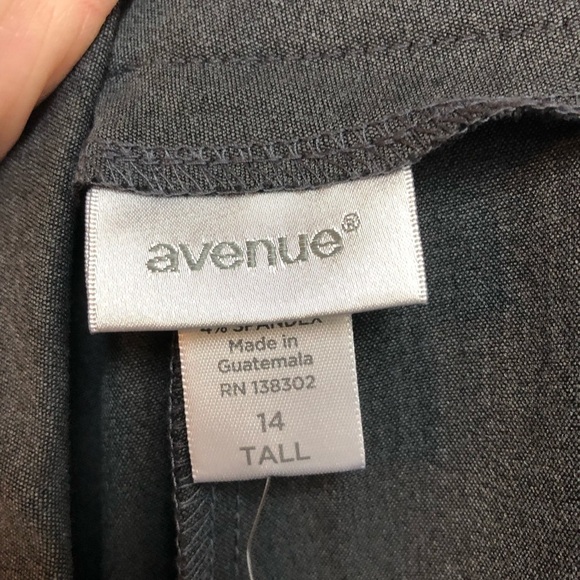 avenue®
4% SPANDEX
Made in
Guatemala
RN 138302
14
TALL